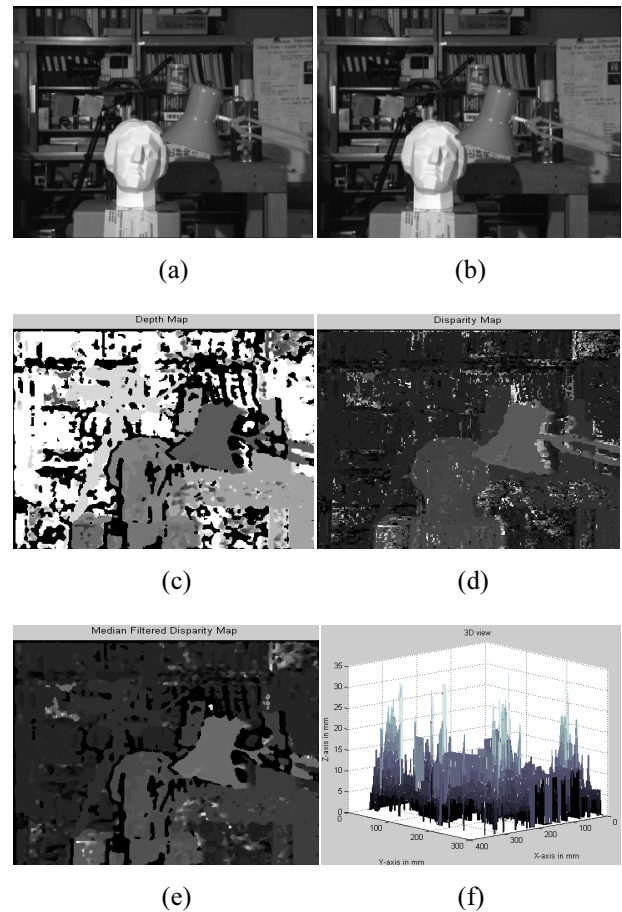 (a)
(b)
Depth Map
Disparity Map
(c)
(d)
Median Filtered Disparity Map
3D view
35
30
25
20
15
10
5
0
Z-axis in mm
100
200
300
Y-axis in mm
400
300
200
100
0
X-axis in mm
(e)
(f)